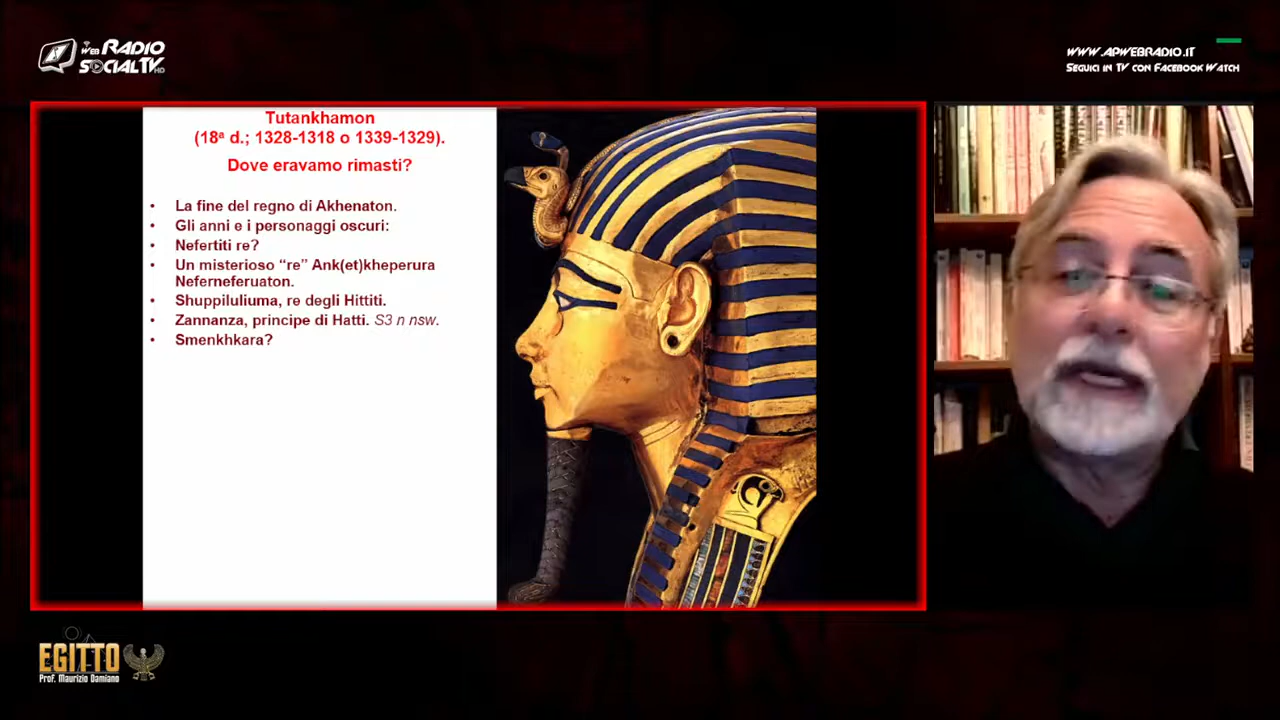 WEB RADIO
SOCIALTV HD
WWW.APWEBRADIO.IT
SEGUICI IN TV CON FACEBOOK WATCH
Tutankhamon
(18ª d.; 1328-1318 o 1339-1329).
Dove eravamo rimasti?
• La fine del regno di Akhenaton.
• Gli anni e i personaggi oscuri:
• Nefertiti re?
• Un misterioso “re” Ank(et)kheperura
Neferneferuaton.
• Shuppiluliuma, re degli Hittiti.
• Zannanza, principe di Hatti. S3 n nsw.
• Smenkhkara?
EGITTO
Prof. Maurizio Damiano